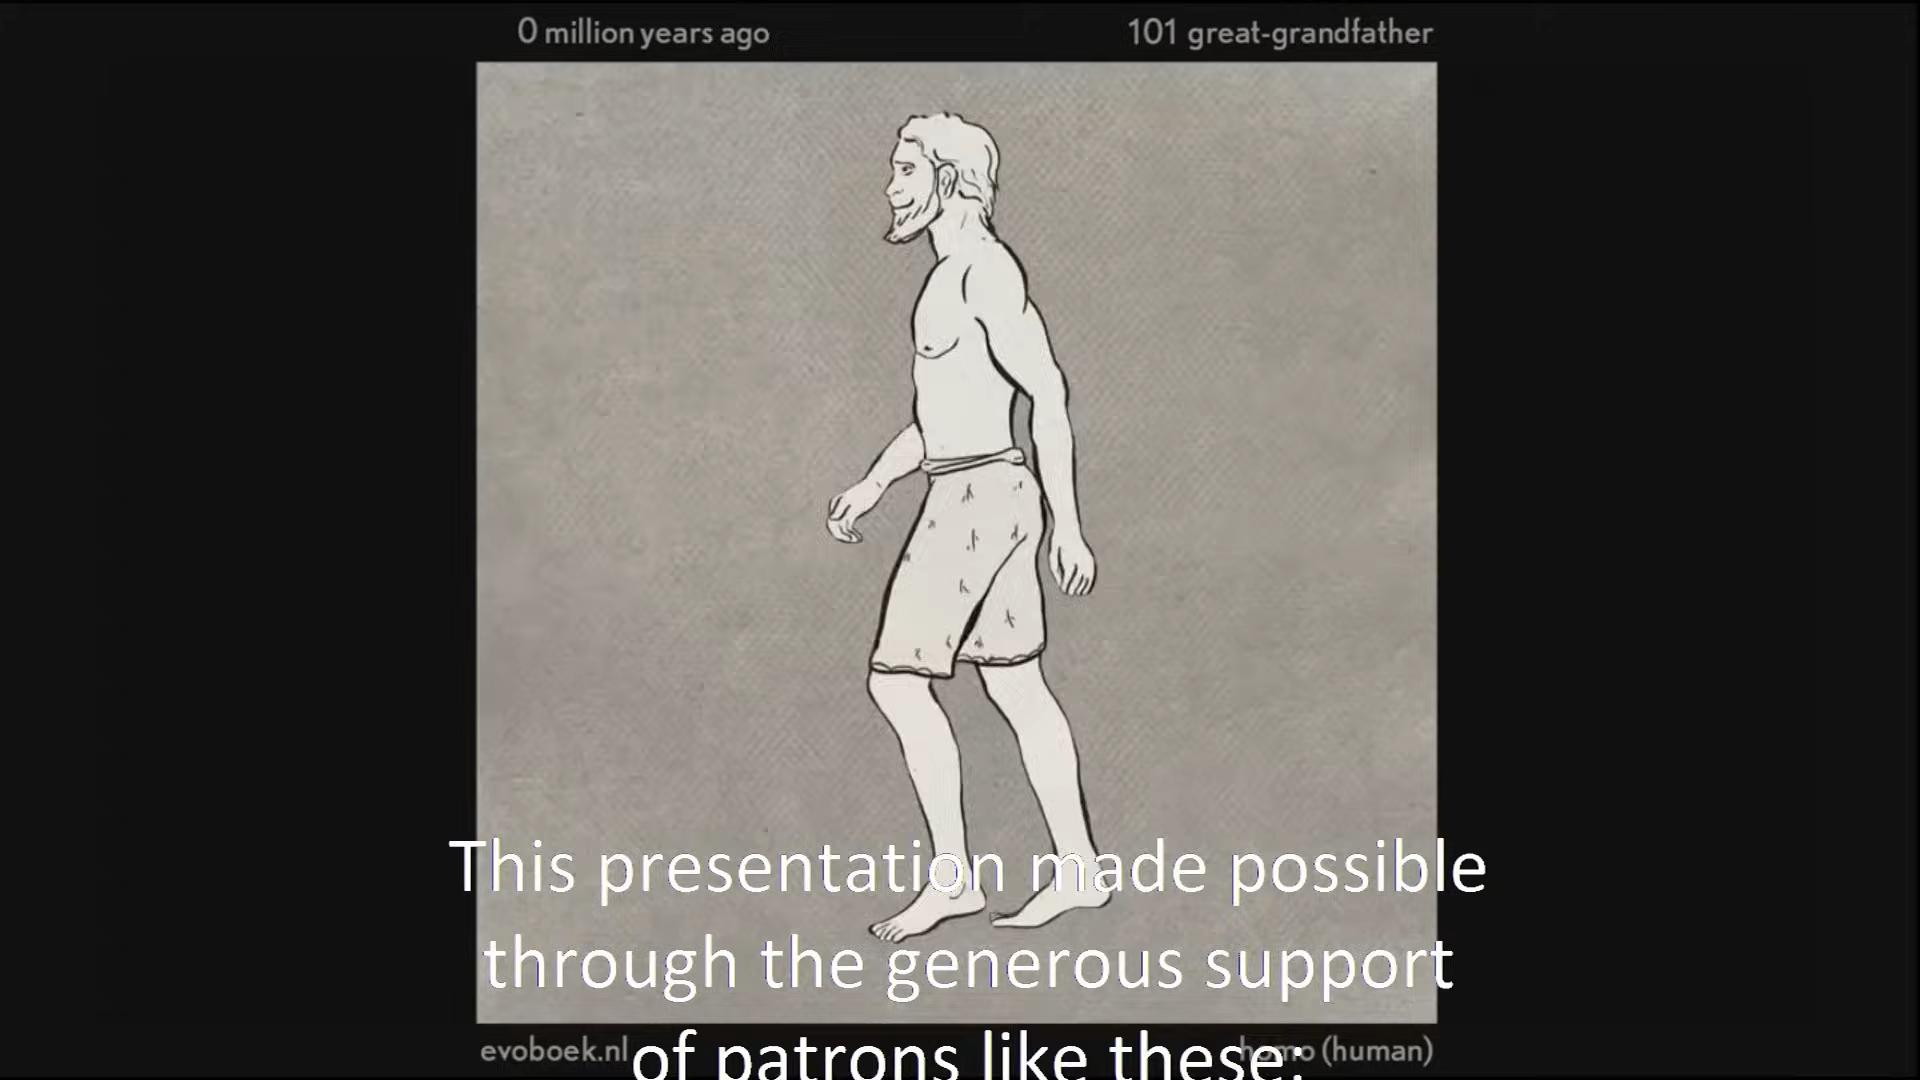 0 million years ago
101 great-grandfather
This presentation made possible
through the generous support
of patrons like these:
evoboek.nl
homo (human)